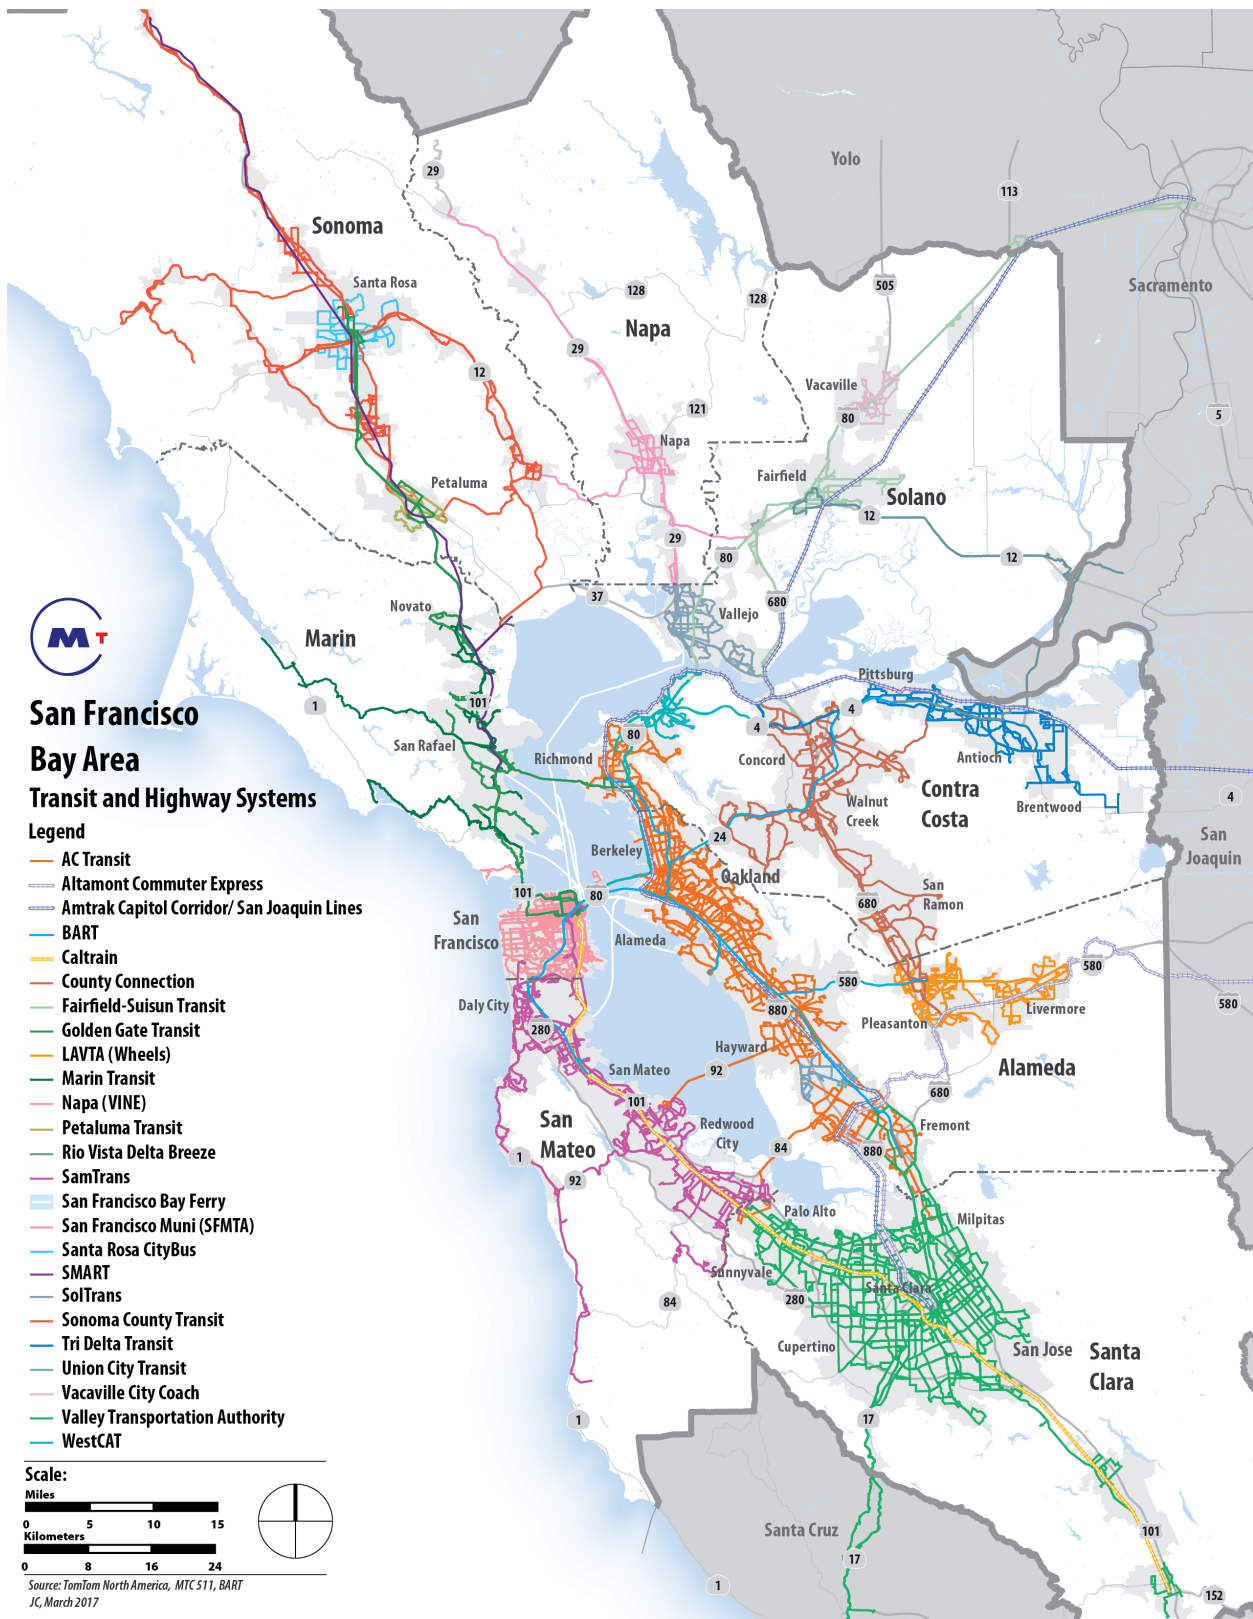 29
Yolo
113
Sonoma
Sacramento
Santa Rosa
128
128
505
Napa
29
12
Vacaville
121
80
5
Napa
Petaluma
Fairfield
Solano
12
29
80
12
37
680
Novato
Vallejo
Marin
M T
1
101
Pittsburg
4
San Francisco
Bay Area
Transit and Highway Systems
80
4
San Rafael
Richmond
Concord
Antioch
Contra
Costa
4
Walnut
Creek
Brentwood
24
San
Joaquin
Berkeley
Oakland
101
80
680
San
Ramon
San
Francisco
Alameda
580
580
580
Daly City
280
880
Pleasanton
Livermore
Hayward
92
San Mateo
Alameda
101
680
San
Mateo
Redwood
City
Fremont
1
84
880
92
Palo Alto
Milpitas
Sunnyvale
Santa Clara
84
280
Cupertino
San Jose
Santa
Clara
1
17
Santa Cruz
101
17
1
152
Legend
AC Transit
Altamont Commuter Express
Amtrak Capitol Corridor/ San Joaquin Lines
BART
Caltrain
County Connection
Fairfield-Suisun Transit
Golden Gate Transit
LAVTA (Wheels)
Marin Transit
Napa (VINE)
Petaluma Transit
Rio Vista Delta Breeze
SamTrans
San Francisco Bay Ferry
San Francisco Muni (SFMTA)
Santa Rosa CityBus
SMART
SolTrans
Sonoma County Transit
Tri Delta Transit
Union City Transit
Vacaville City Coach
Valley Transportation Authority
WestCAT
Scale:
Miles
0 5 10 15
Kilometers
0 8 16 24
Source: TomTom North America, MTC 511, BART
JC, March 2017